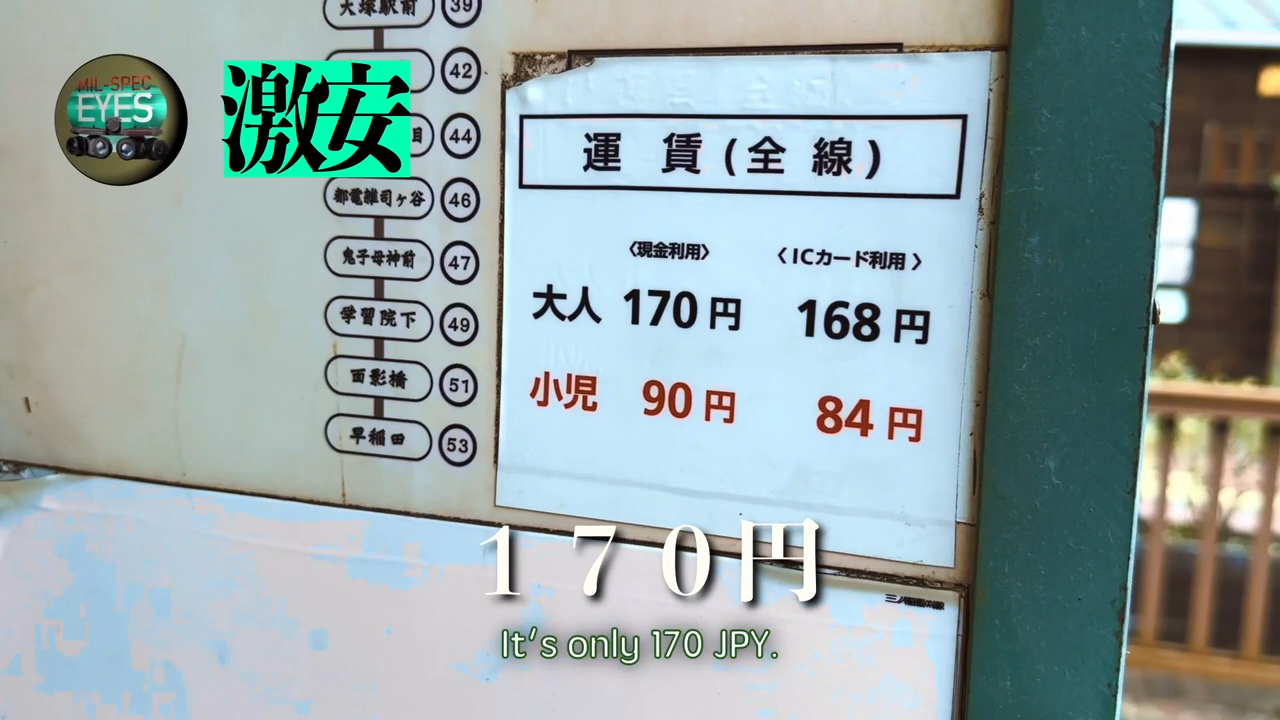 大塚駅前 39
42
目 44
都電雑司ヶ谷 46
鬼子母神前 47
学習院下 49
面影橋 51
早稲田 53
MIL-SPEC
EYES
激安
運賃(全線)
〈現金利用〉 〈ICカード利用〉
大人 170円 168円
小児 90円 84円
170円
It's only 170 JPY.